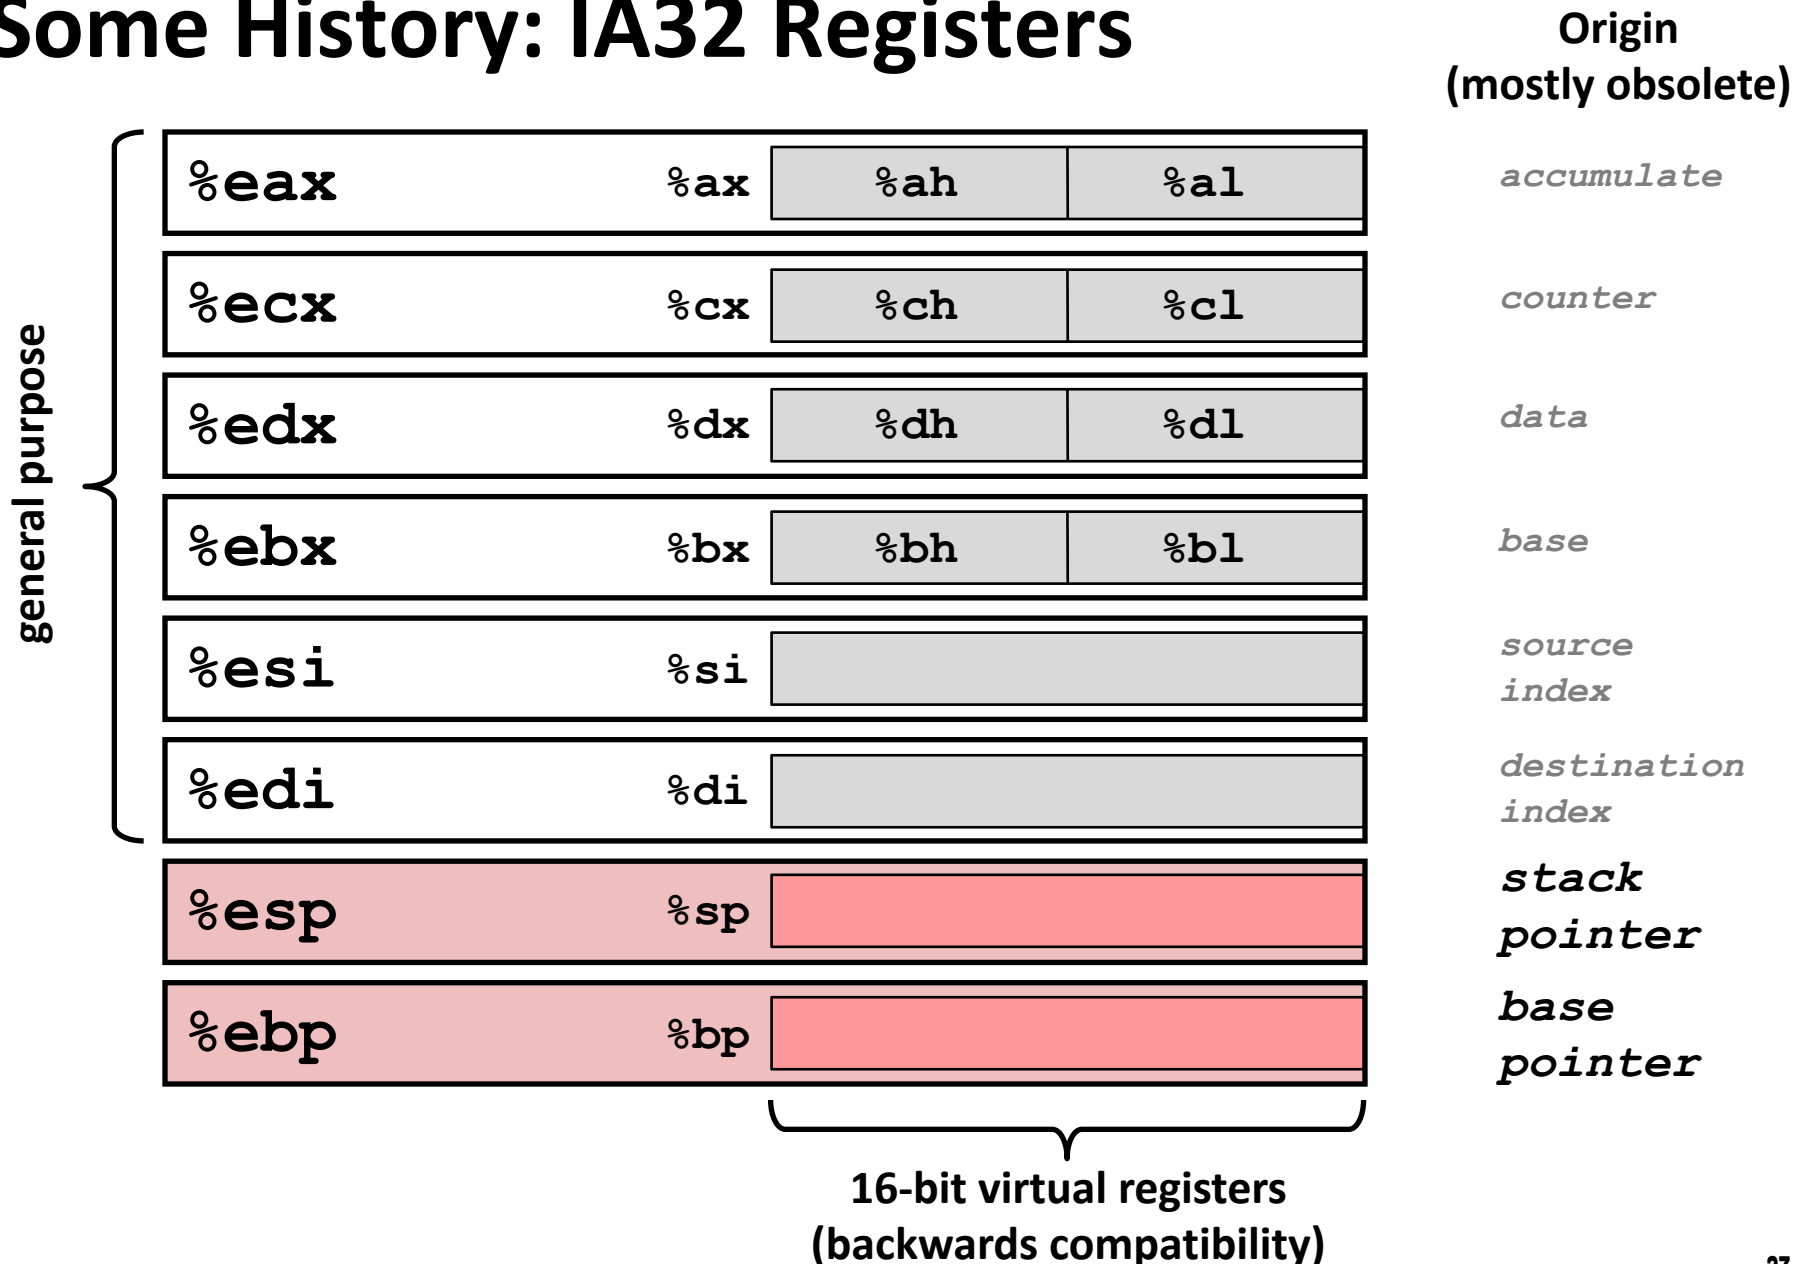 Some History: IA32 Registers
Origin
(mostly obsolete)
general purpose
%eax %ax %ah %al accumulate
%ecx %cx %ch %cl counter
%edx %dx %dh %dl data
%ebx %bx %bh %bl base
%esi %si source
index
%edi %di destination
index
%esp %sp stack
pointer
%ebp %bp base
pointer
16-bit virtual registers
(backwards compatibility)